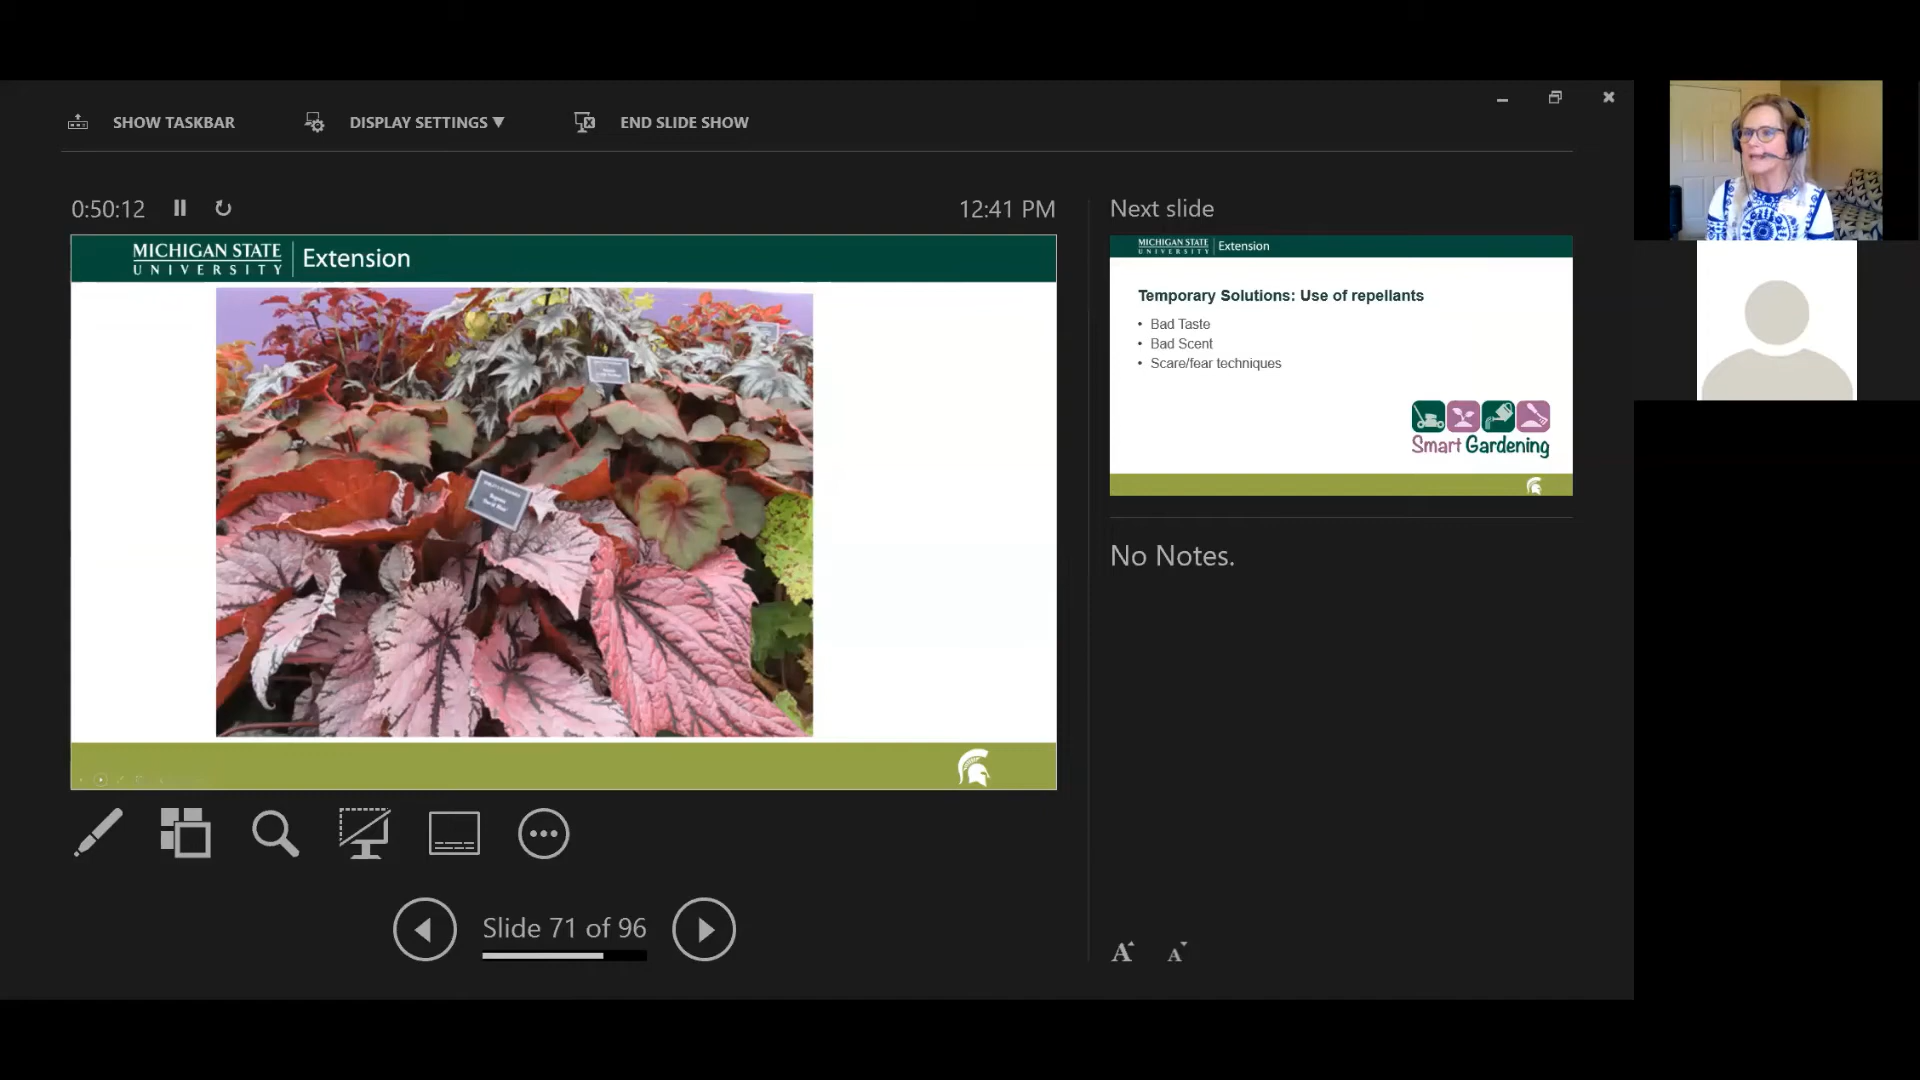 SHOW TASKBAR
DISPLAY SETTINGS ▼
END SLIDE SHOW
0:50:12
12:41 PM
MICHIGAN STATE
UNIVERSITY
Extension
Next slide
MICHIGAN STATE
UNIVERSITY
Extension
Temporary Solutions: Use of repellants
• Bad Taste
• Bad Scent
• Scare/fear techniques
Smart Gardening
No Notes.
Slide 71 of 96
A
A